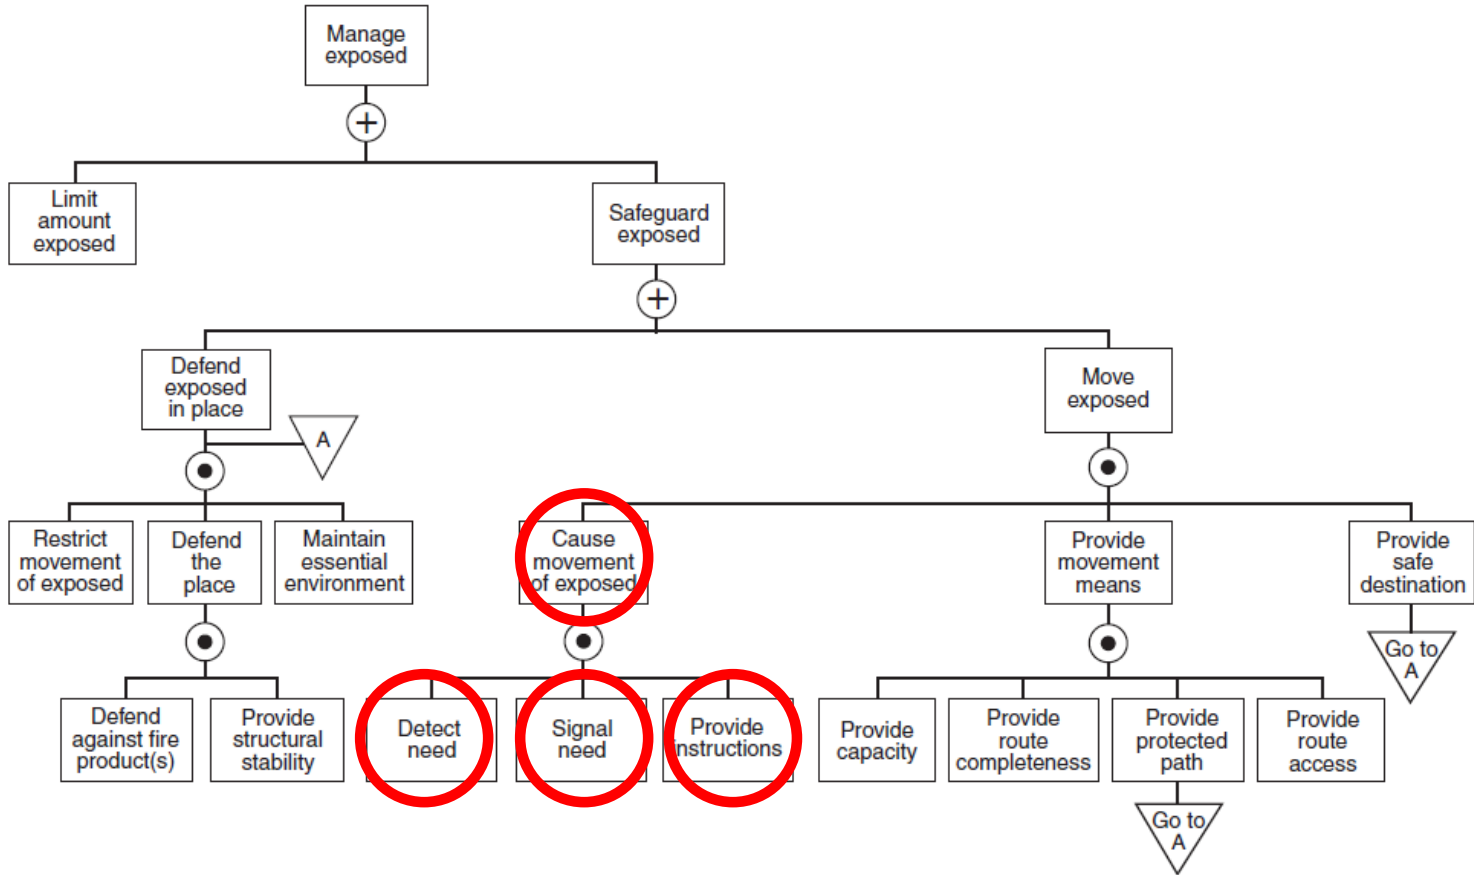 Manage
exposed
Limit
amount
exposed
Safeguard
exposed
Defend
exposed
in place
A
Move
exposed
Restrict
movement
of exposed
Defend
the
place
Maintain
essential
environment
Cause
movement
of exposed
Provide
movement
means
Provide
safe
destination
Go to
A
Defend
against fire
product(s)
Provide
structural
stability
Detect
need
Signal
need
Provide
instructions
Provide
capacity
Provide
route
completeness
Provide
protected
path
Provide
route
access
Go to
A